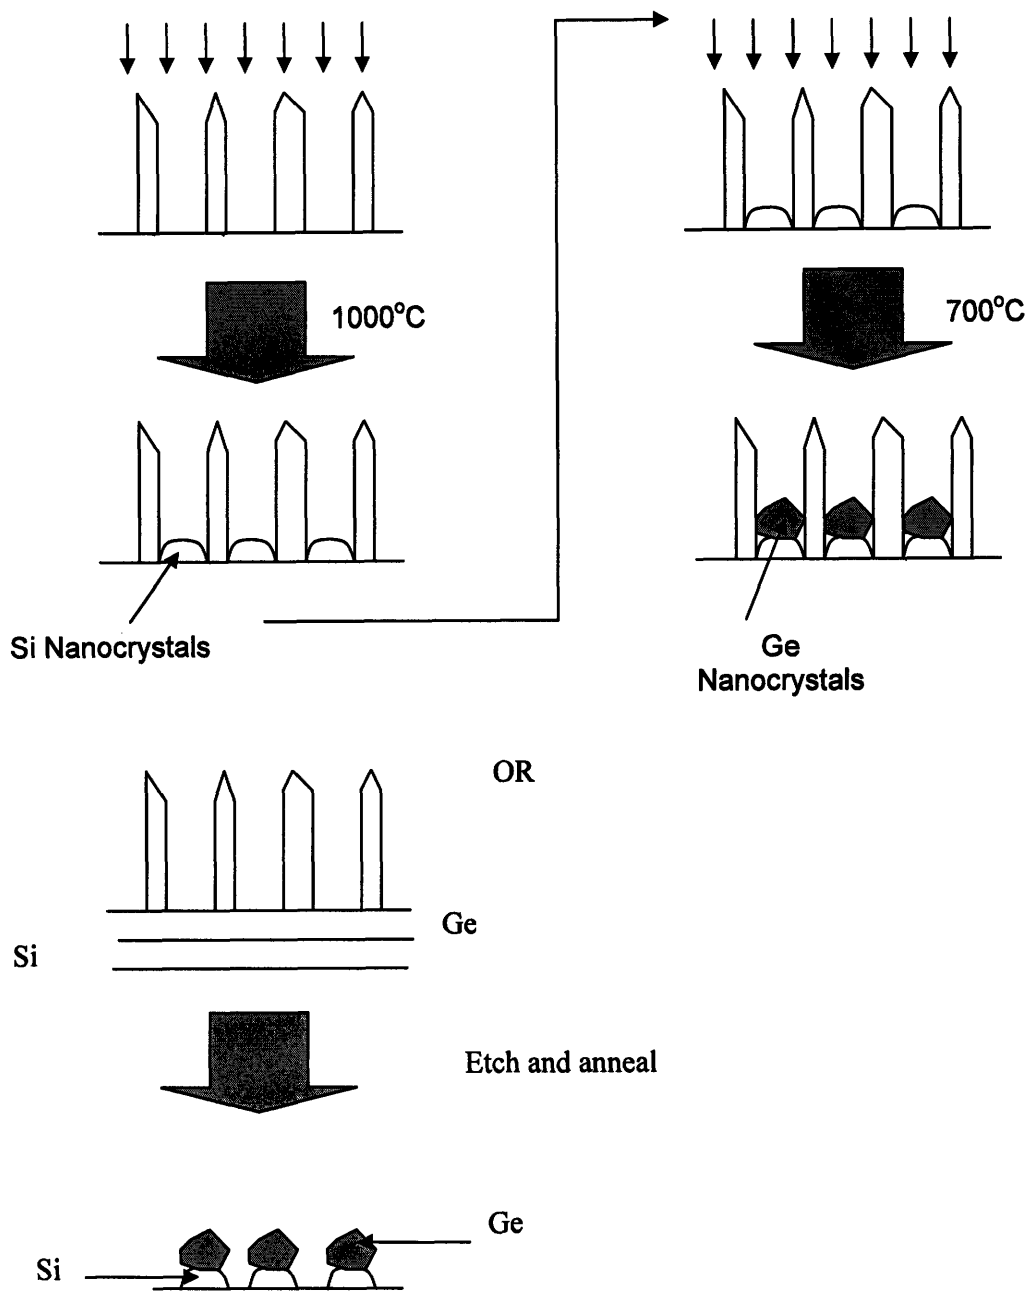 1000°C
700°C
Si Nanocrystals
Ge
Nanocrystals
OR
Ge
Si
Etch and anneal
Ge
Si